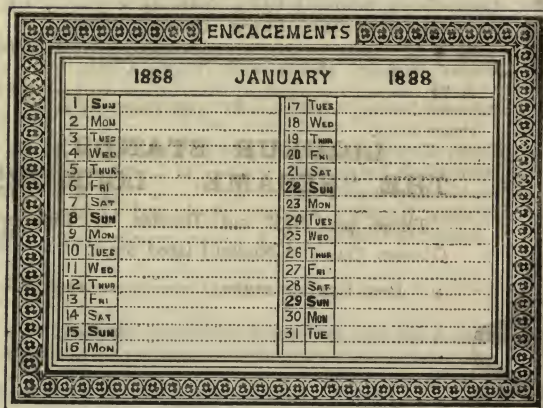 ENGAGEMENTS
1888 JANUARY 1888
1 SUN
2 MON
3 TUES
4 WED
5 THUR
6 FRI
7 SAT
8 SUN
9 MON
10 TUES
11 WED
12 THUR
13 FRI
14 SAT
15 SUN
16 MON
17 TUES
18 WED
19 THUR
20 FRI
21 SAT
22 SUN
23 MON
24 TUES
25 WED
26 THUR
27 FRI
28 SAT
29 SUN
30 MON
31 TUE